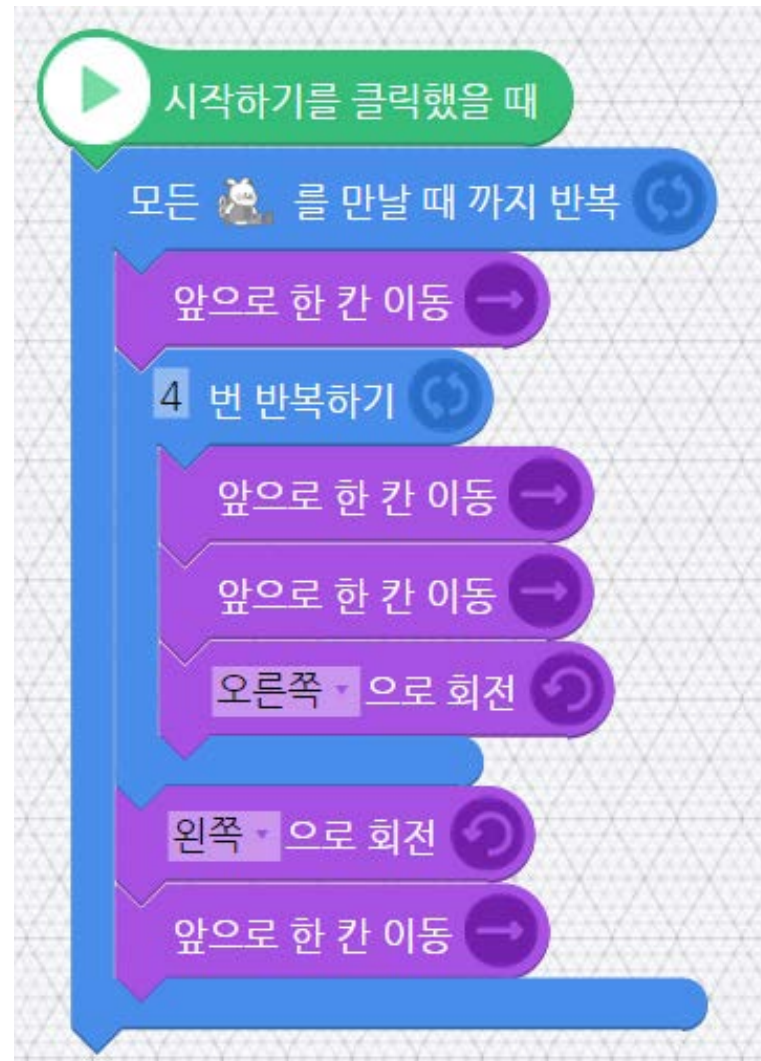 시작하기를 클릭했을 때
모든 를 만날 때 까지 반복
앞으로 한 칸 이동
4 번 반복하기
앞으로 한 칸 이동
앞으로 한 칸 이동
오른쪽 으로 회전
왼쪽 으로 회전
앞으로 한 칸 이동